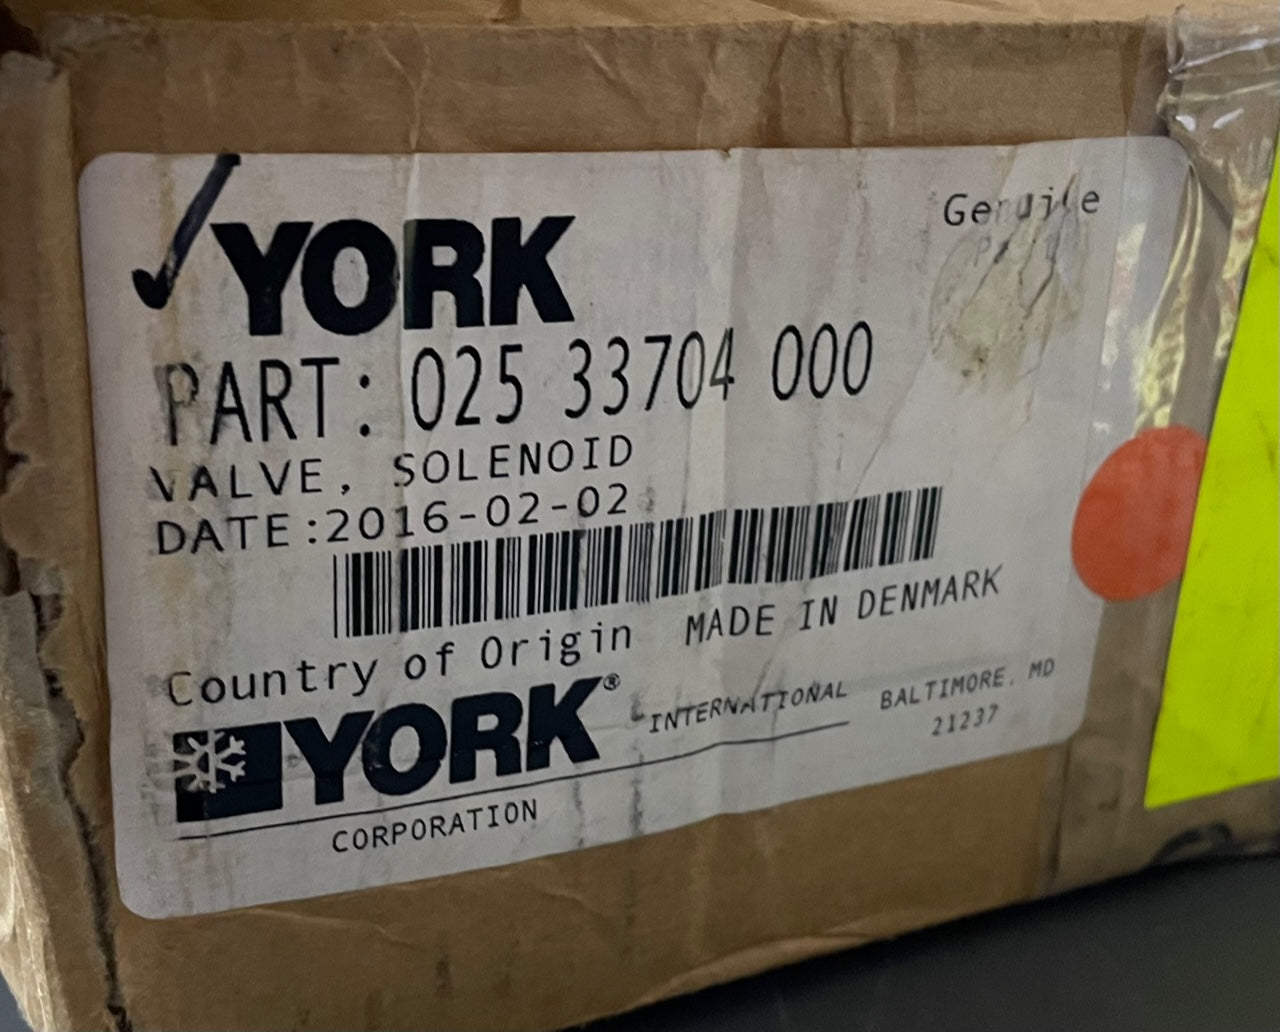 YORK
Genuine
PART: 025 33704 000
VALVE, SOLENOID
DATE:2016-02-02
Country of Origin MADE IN DENMARK
YORK® INTERNATIONAL BALTIMORE, MD
21237
CORPORATION